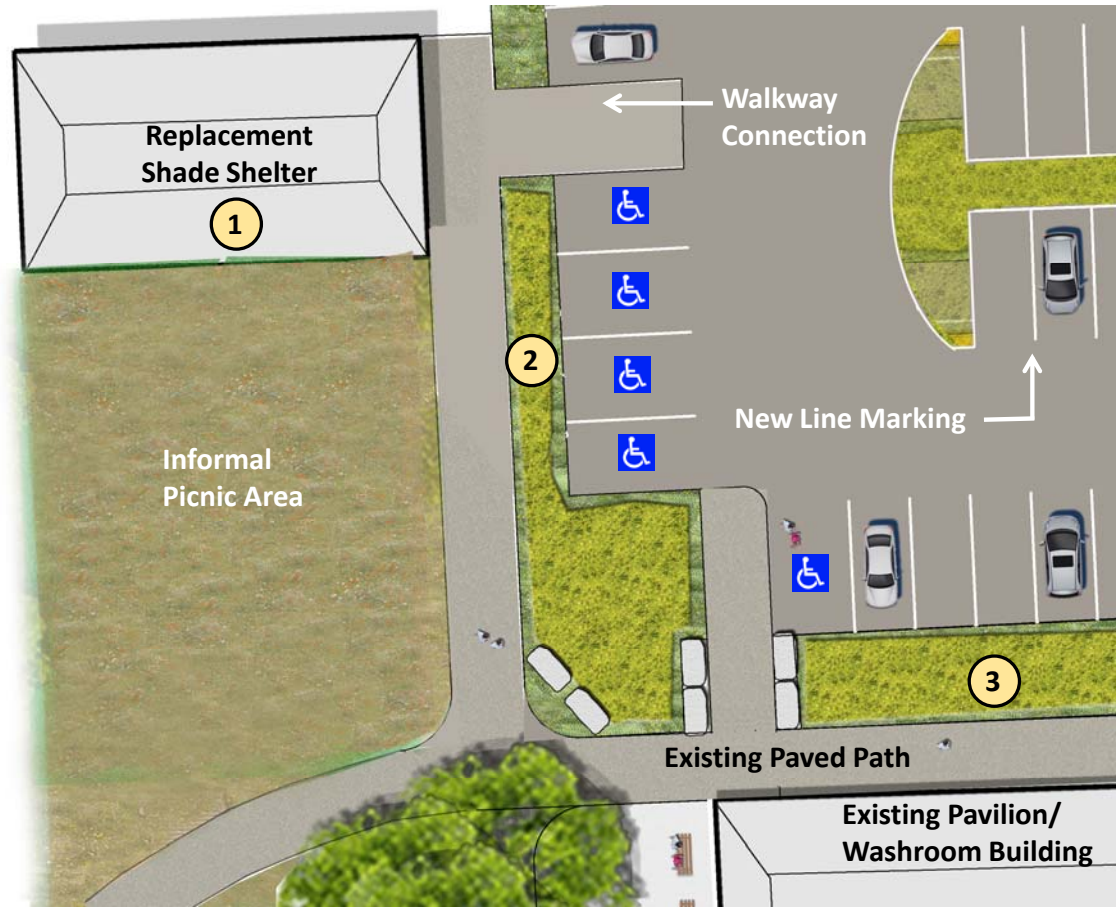 Replacement
Shade Shelter
1
Walkway
Connection
2
New Line Marking
Informal
Picnic Area
3
Existing Paved Path
Existing Pavilion/
Washroom Building